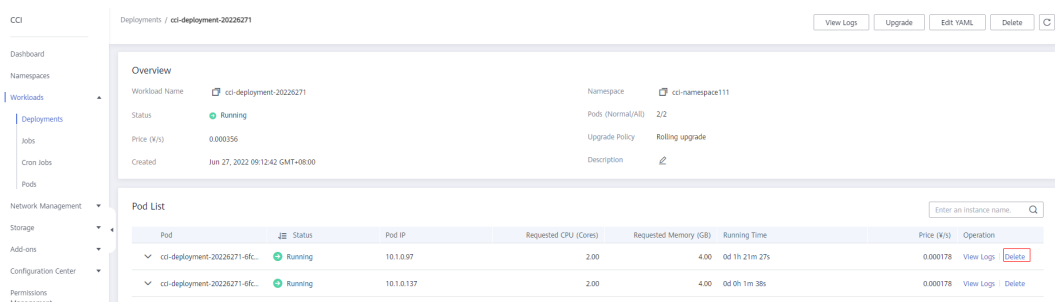 CCI
Deployments / cci-deployment-20226271
View Logs
Upgrade
Edit YAML
Delete
Dashboard
Namespaces
Workloads
Deployments
Jobs
Cron Jobs
Pods
Network Management
Storage
Add-ons
Configuration Center
Permissions
Management
Overview
Workload Name cci-deployment-20226271
Namespace cci-namespace111
Status Running
Pods (Normal/All) 2/2
Price (¥/s) 0.000356
Upgrade Policy Rolling upgrade
Created Jun 27, 2022 09:12:42 GMT+08:00
Description
Pod List
Enter an instance name.
Pod Status Pod IP Requested CPU (Cores) Requested Memory (GB) Running Time Price (¥/s) Operation
cci-deployment-20226271-6fc... Running 10.1.0.97 2.00 4.00 0d 1h 21m 27s 0.000178 View Logs Delete
cci-deployment-20226271-6fc... Running 10.1.0.137 2.00 4.00 0d 0h 1m 38s 0.000178 View Logs Delete